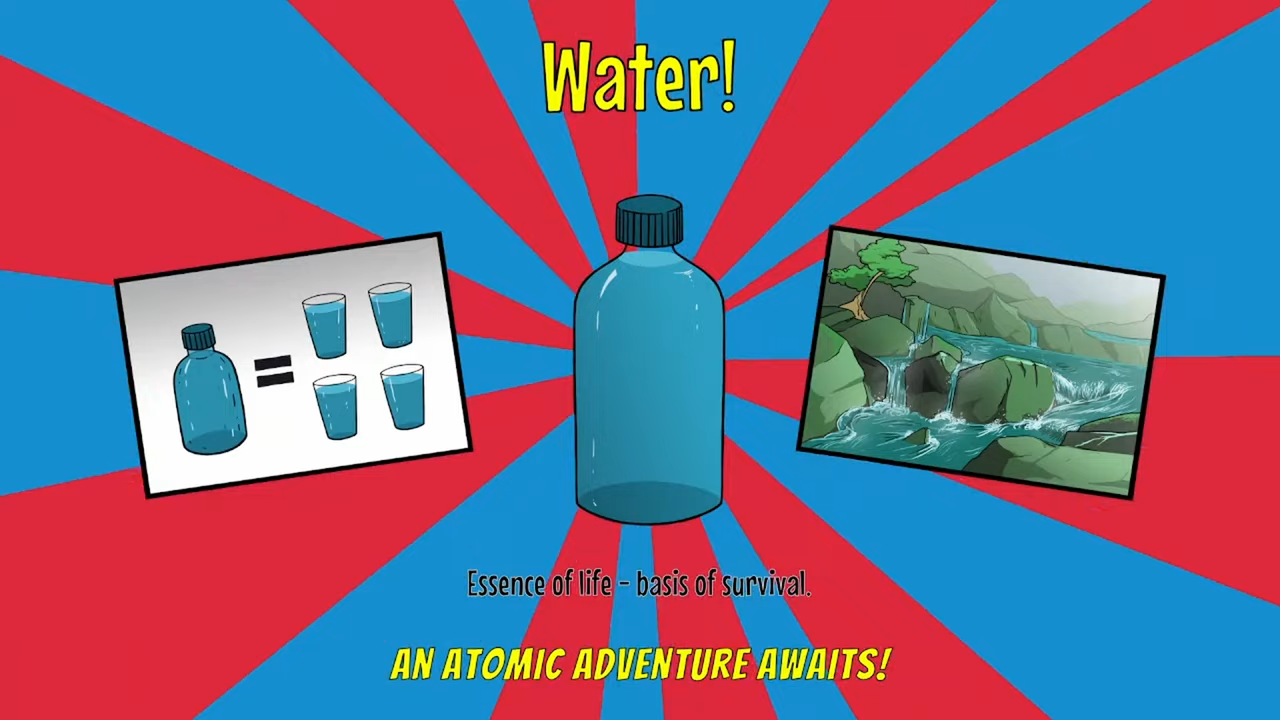 Water!
Essence of life - basis of survival.
AN ATOMIC ADVENTURE AWAITS!